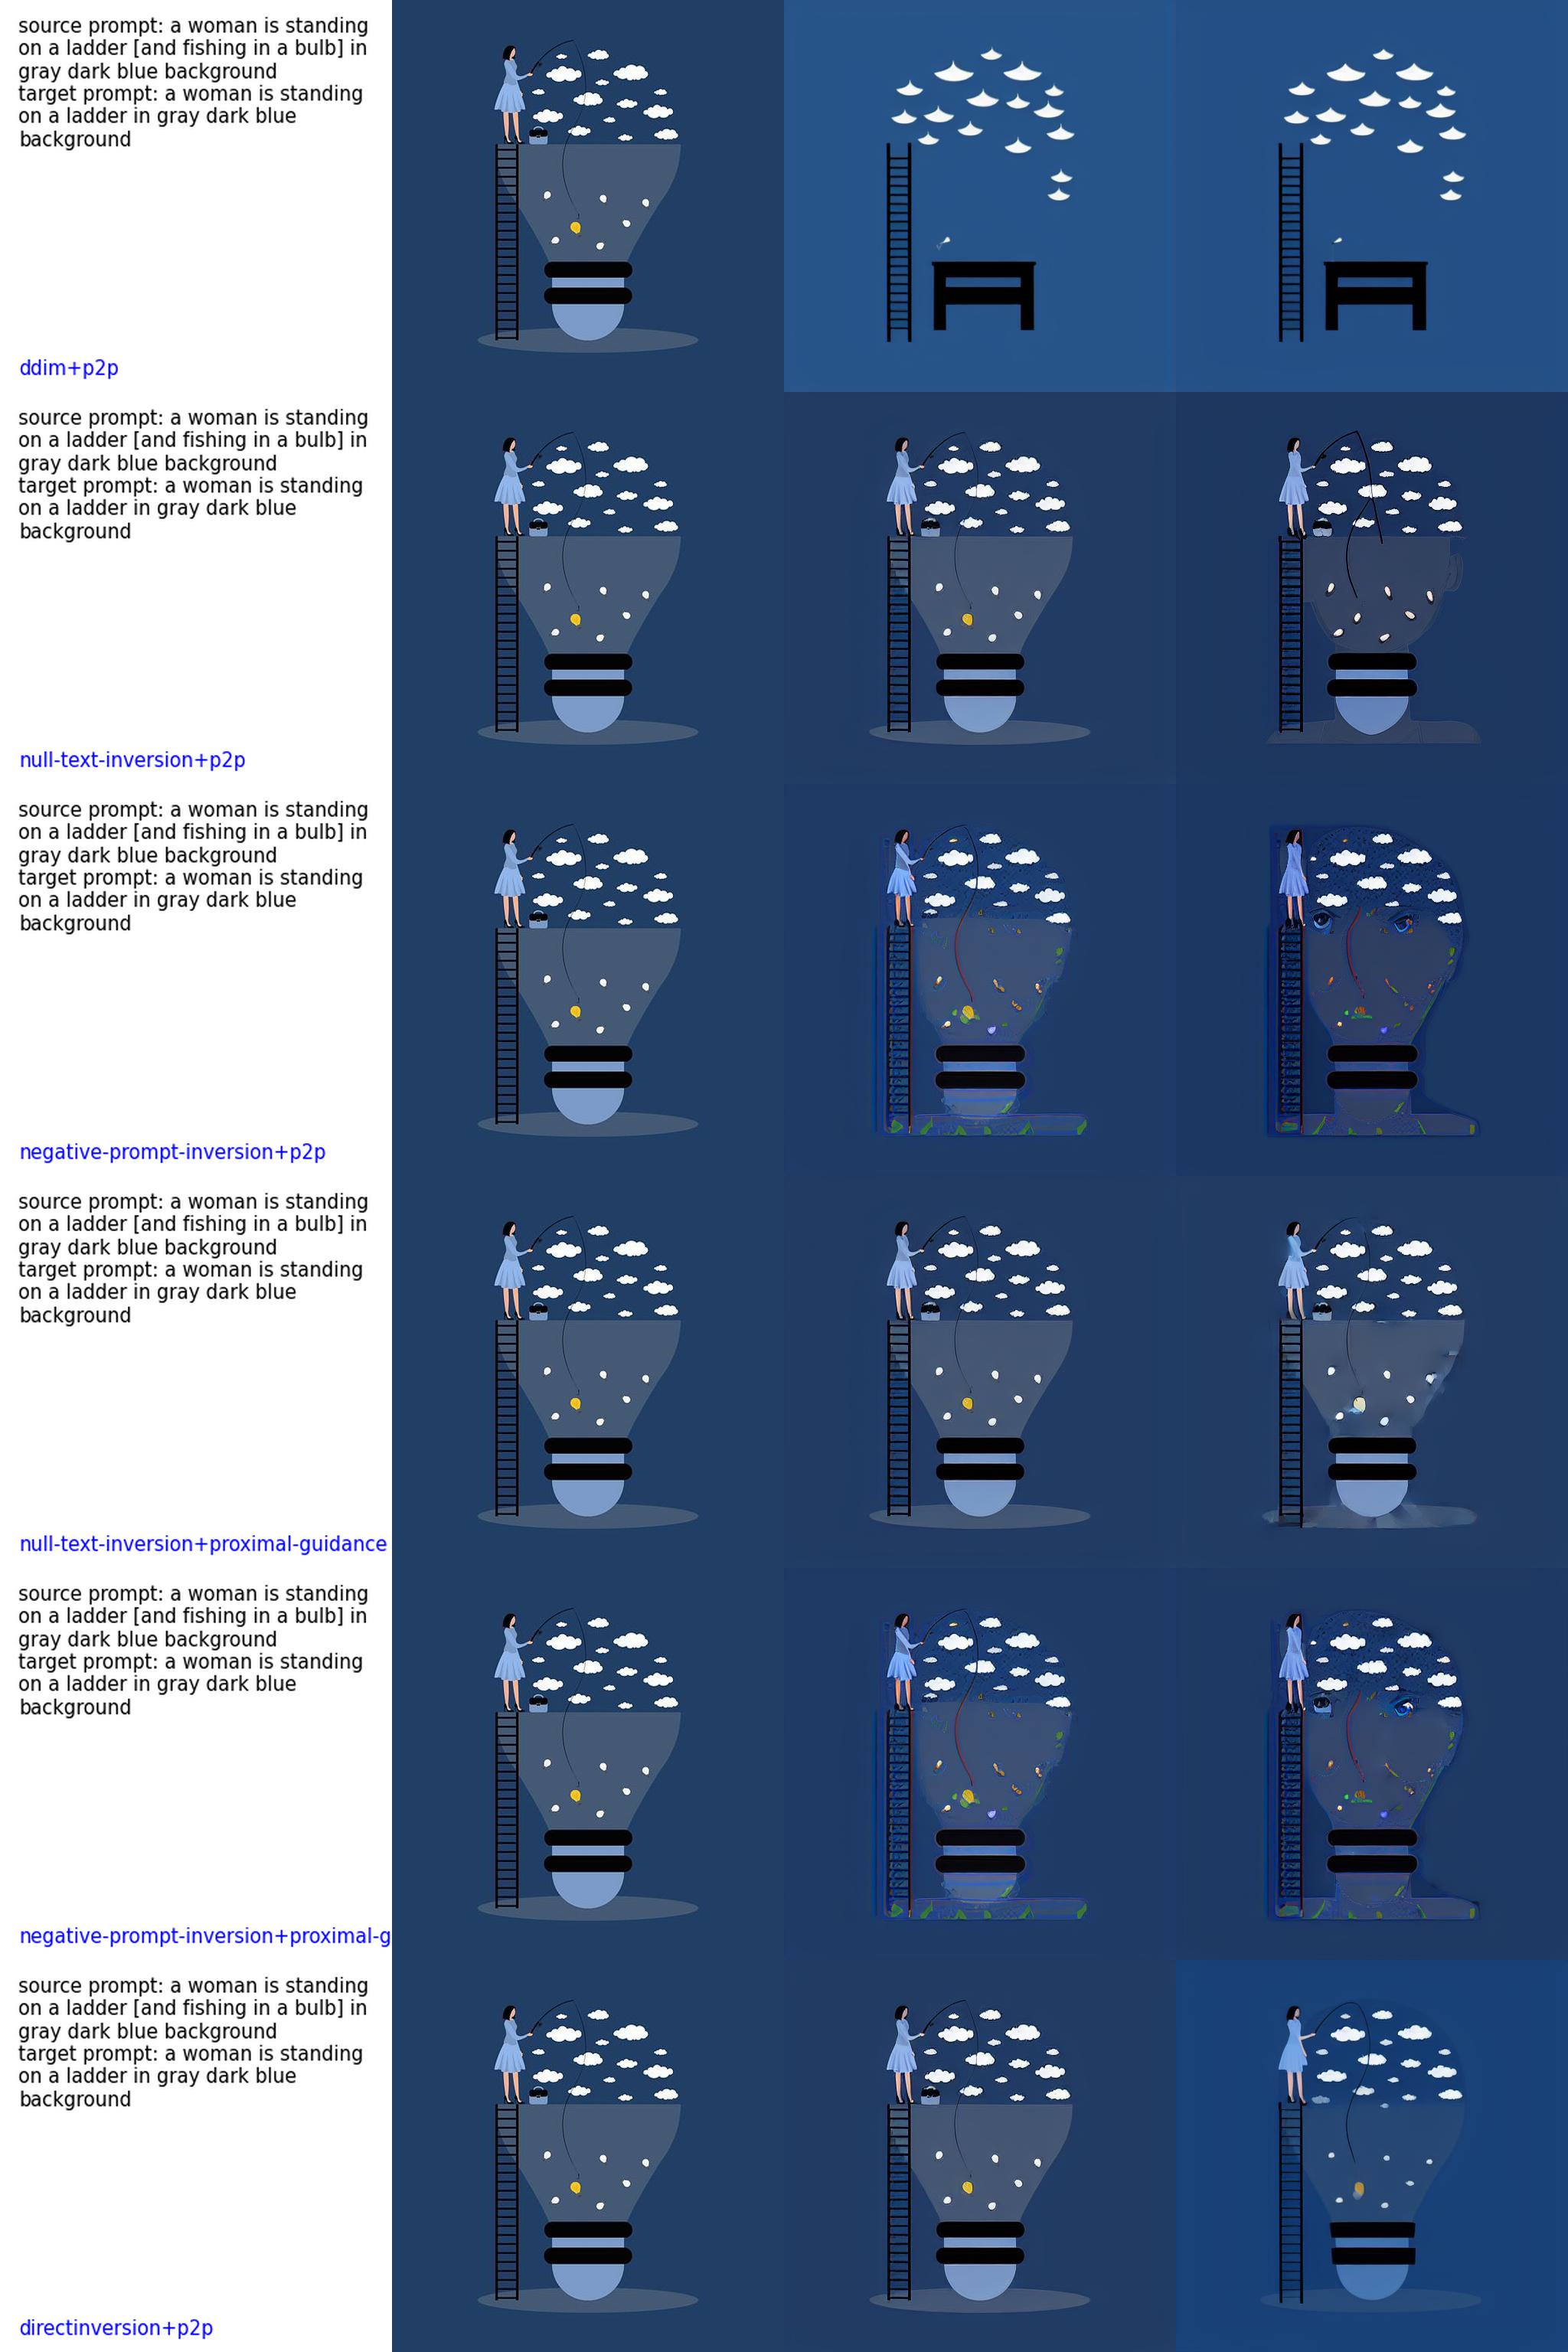 source prompt: a woman is standing
on a ladder [and fishing in a bulb] in
gray dark blue background
target prompt: a woman is standing
on a ladder in gray dark blue
background
ddim+p2p
source prompt: a woman is standing
on a ladder [and fishing in a bulb] in
gray dark blue background
target prompt: a woman is standing
on a ladder in gray dark blue
background
null-text-inversion+p2p
source prompt: a woman is standing
on a ladder [and fishing in a bulb] in
gray dark blue background
target prompt: a woman is standing
on a ladder in gray dark blue
background
negative-prompt-inversion+p2p
source prompt: a woman is standing
on a ladder [and fishing in a bulb] in
gray dark blue background
target prompt: a woman is standing
on a ladder in gray dark blue
background
null-text-inversion+proximal-guidance
source prompt: a woman is standing
on a ladder [and fishing in a bulb] in
gray dark blue background
target prompt: a woman is standing
on a ladder in gray dark blue
background
negative-prompt-inversion+proximal-g
source prompt: a woman is standing
on a ladder [and fishing in a bulb] in
gray dark blue background
target prompt: a woman is standing
on a ladder in gray dark blue
background
directinversion+p2p